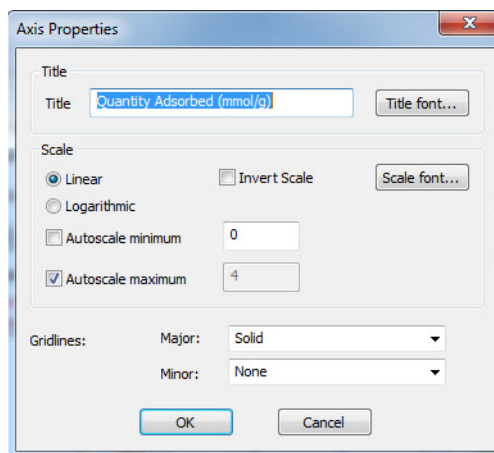 Axis Properties
Title
Title Quantity Adsorbed (mmol/g) Title font...
Scale
Linear Invert Scale Scale font...
Logarithmic
Autoscale minimum 0
Autoscale maximum 4
Gridlines: Major: Solid
Minor: None
OK Cancel